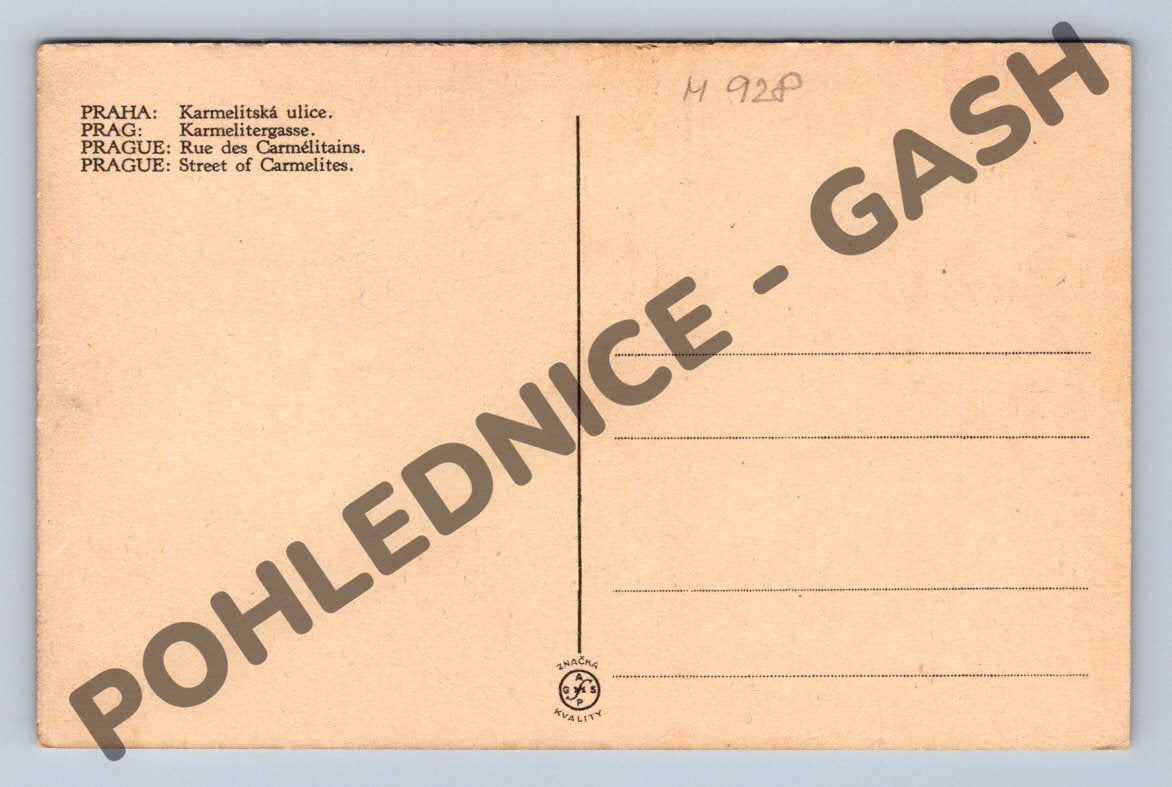 M 928
PRAHA: Karmelitská ulice.
PRAG: Karmelitergasse.
PRAGUE: Rue des Carmélitains.
PRAGUE: Street of Carmelites.
POHLEDNICE - GASH
ZNAČKA
A
G S
P
KVALITY